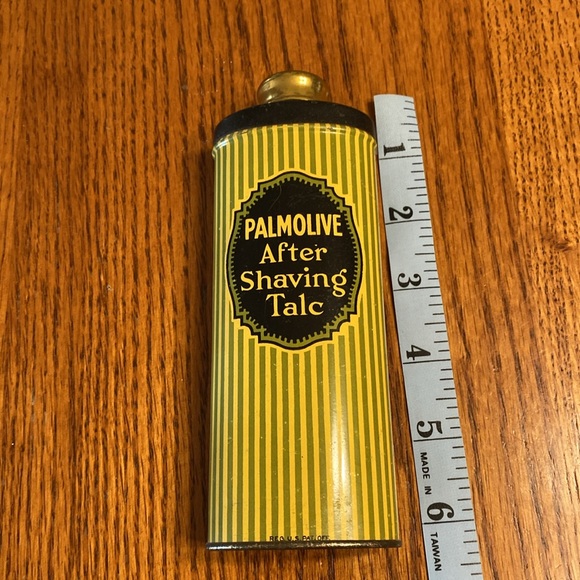 PALMOLIVE
After
Shaving
Talc
REG. U.S. PAT. OFF.
1
2
3
4
5
6
MADE IN
TAIWAN